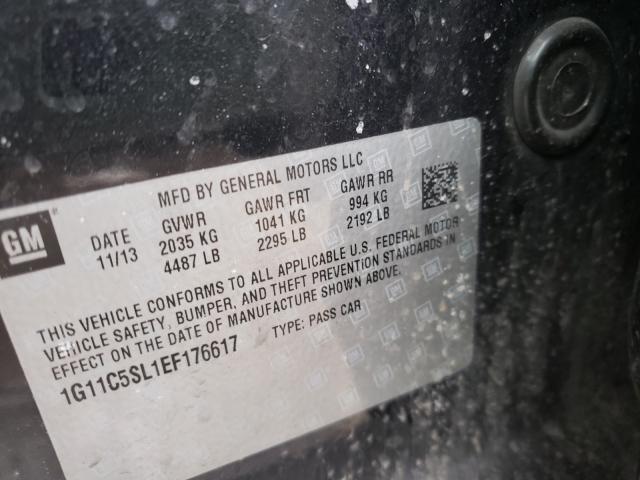 MFD BY GENERAL MOTORS LLC
GM
DATE GVWR GAWR FRT GAWR RR
11/13 2035 KG 1041 KG 994 KG
4487 LB 2295 LB 2192 LB
THIS VEHICLE CONFORMS TO ALL APPLICABLE U.S. FEDERAL MOTOR
VEHICLE SAFETY, BUMPER, AND THEFT PREVENTION STANDARDS IN
EFFECT ON THE DATE OF MANUFACTURE SHOWN ABOVE.
1G11C5SL1EF176617 TYPE: PASS CAR